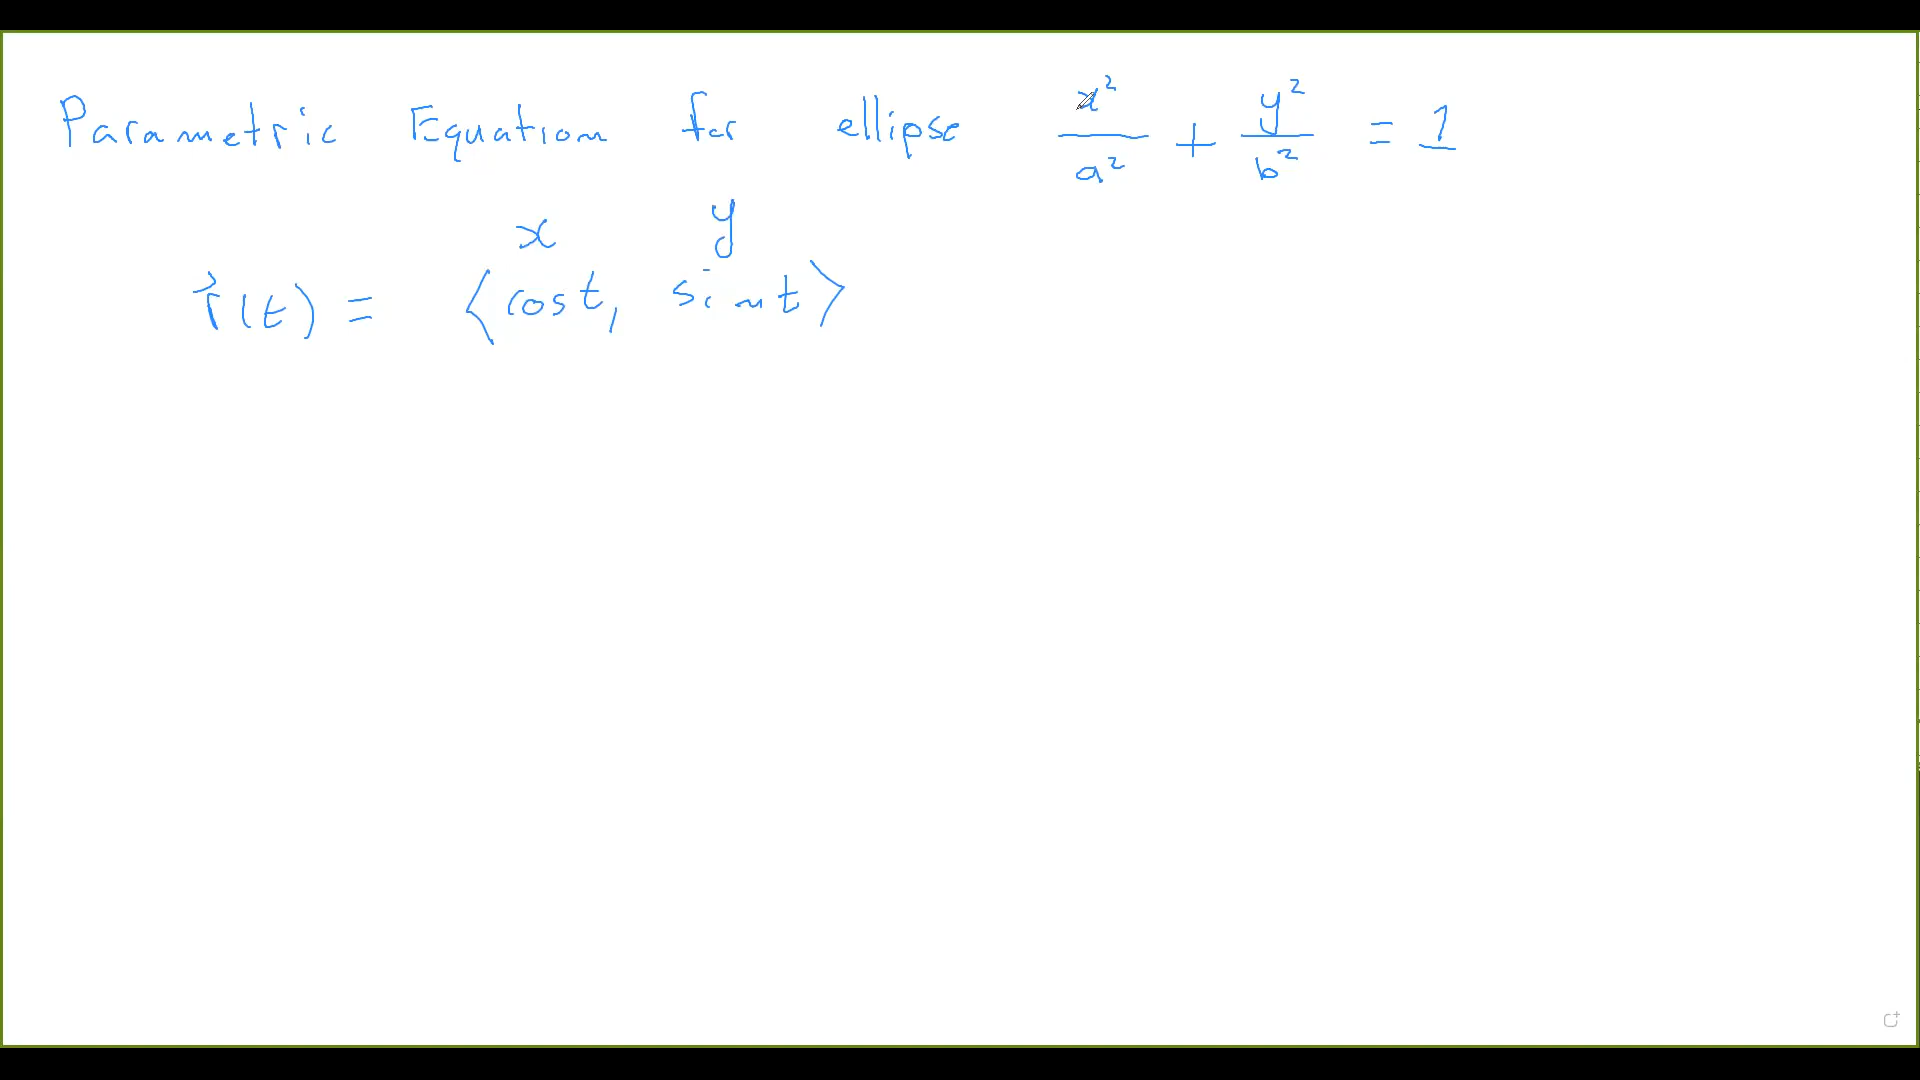 Parametric Equation for ellipse x²/a² + y²/b² = 1
x y
r⃗(t) = ⟨cos t, sin t⟩